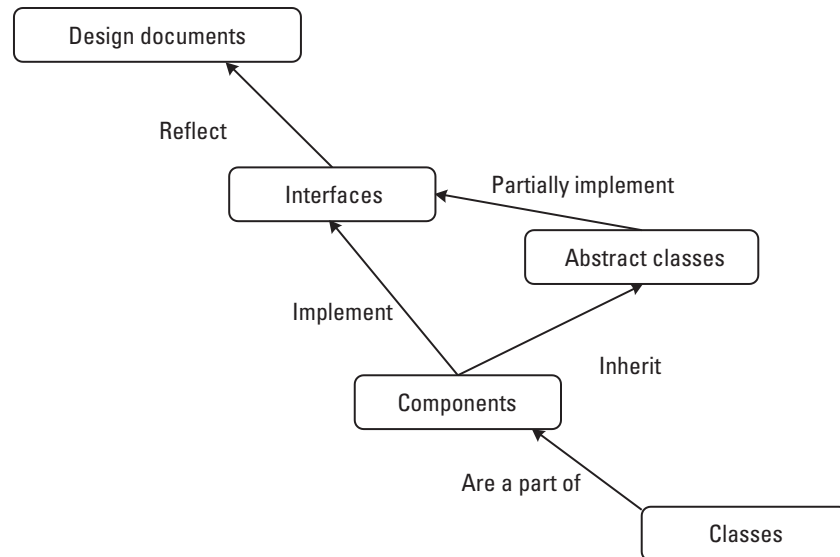 Design documents
Reflect
Interfaces
Partially implement
Abstract classes
Implement
Inherit
Components
Are a part of
Classes